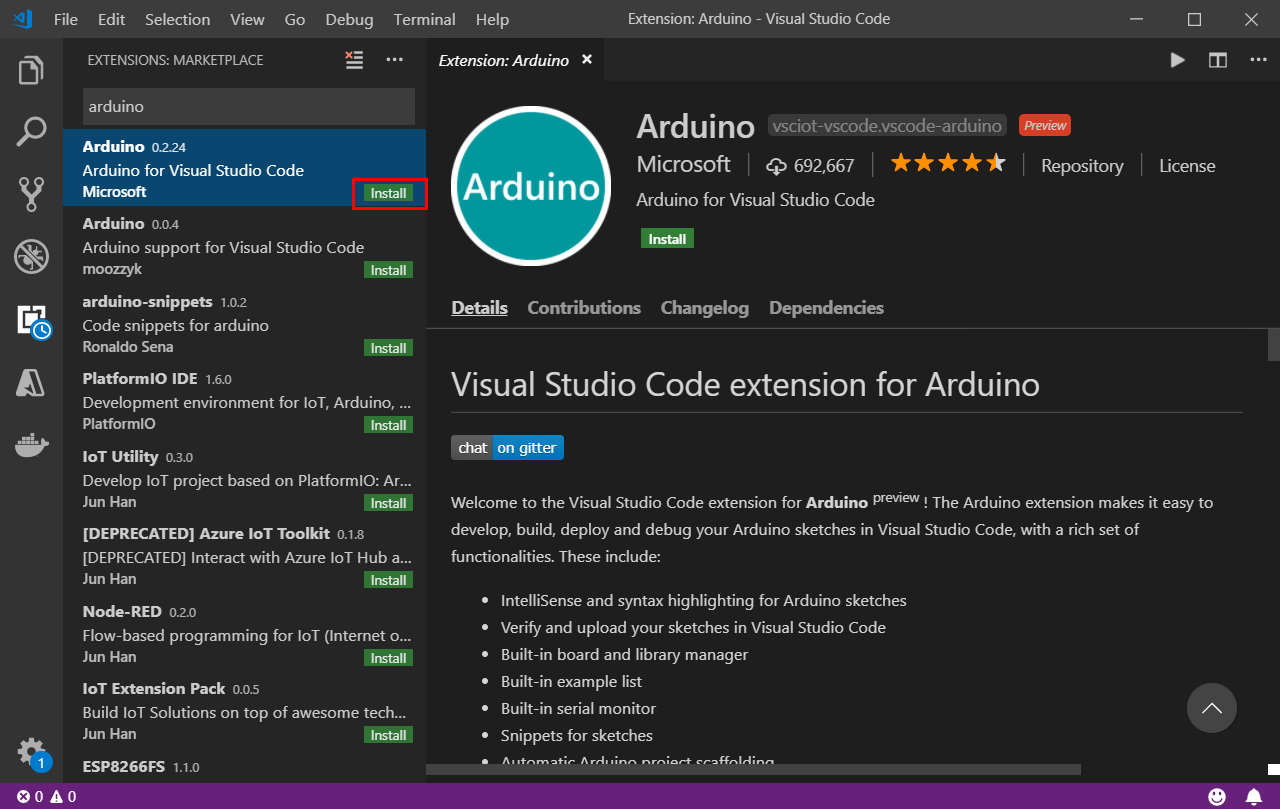 File Edit Selection View Go Debug Terminal Help Extension: Arduino - Visual Studio Code
EXTENSIONS: MARKETPLACE
arduino
Arduino 0.2.24
Arduino for Visual Studio Code
Microsoft
Install
Arduino 0.0.4
Arduino support for Visual Studio Code
moozzyk
Install
arduino-snippets 1.0.2
Code snippets for arduino
Ronaldo Sena
Install
PlatformIO IDE 1.6.0
Development environment for IoT, Arduino, ...
PlatformIO
Install
IoT Utility 0.3.0
Develop IoT project based on PlatformIO: Ar...
Jun Han
Install
[DEPRECATED] Azure IoT Toolkit 0.1.8
[DEPRECATED] Interact with Azure IoT Hub a...
Jun Han
Install
Node-RED 0.2.0
Flow-based programming for IoT (Internet o...
Jun Han
Install
IoT Extension Pack 0.0.5
Build IoT Solutions on top of awesome tech...
Jun Han
Install
ESP8266FS 1.1.0
1
Extension: Arduino
Arduino
Arduino vsciot-vscode.vscode-arduino Preview
Microsoft 692,667 Repository License
Arduino for Visual Studio Code
Install
Details Contributions Changelog Dependencies
Visual Studio Code extension for Arduino
chat on gitter
Welcome to the Visual Studio Code extension for Arduino preview ! The Arduino extension makes it easy to
develop, build, deploy and debug your Arduino sketches in Visual Studio Code, with a rich set of
functionalities. These include:
• IntelliSense and syntax highlighting for Arduino sketches
• Verify and upload your sketches in Visual Studio Code
• Built-in board and library manager
• Built-in example list
• Built-in serial monitor
• Snippets for sketches
• Automatic Arduino project scaffolding
0 0